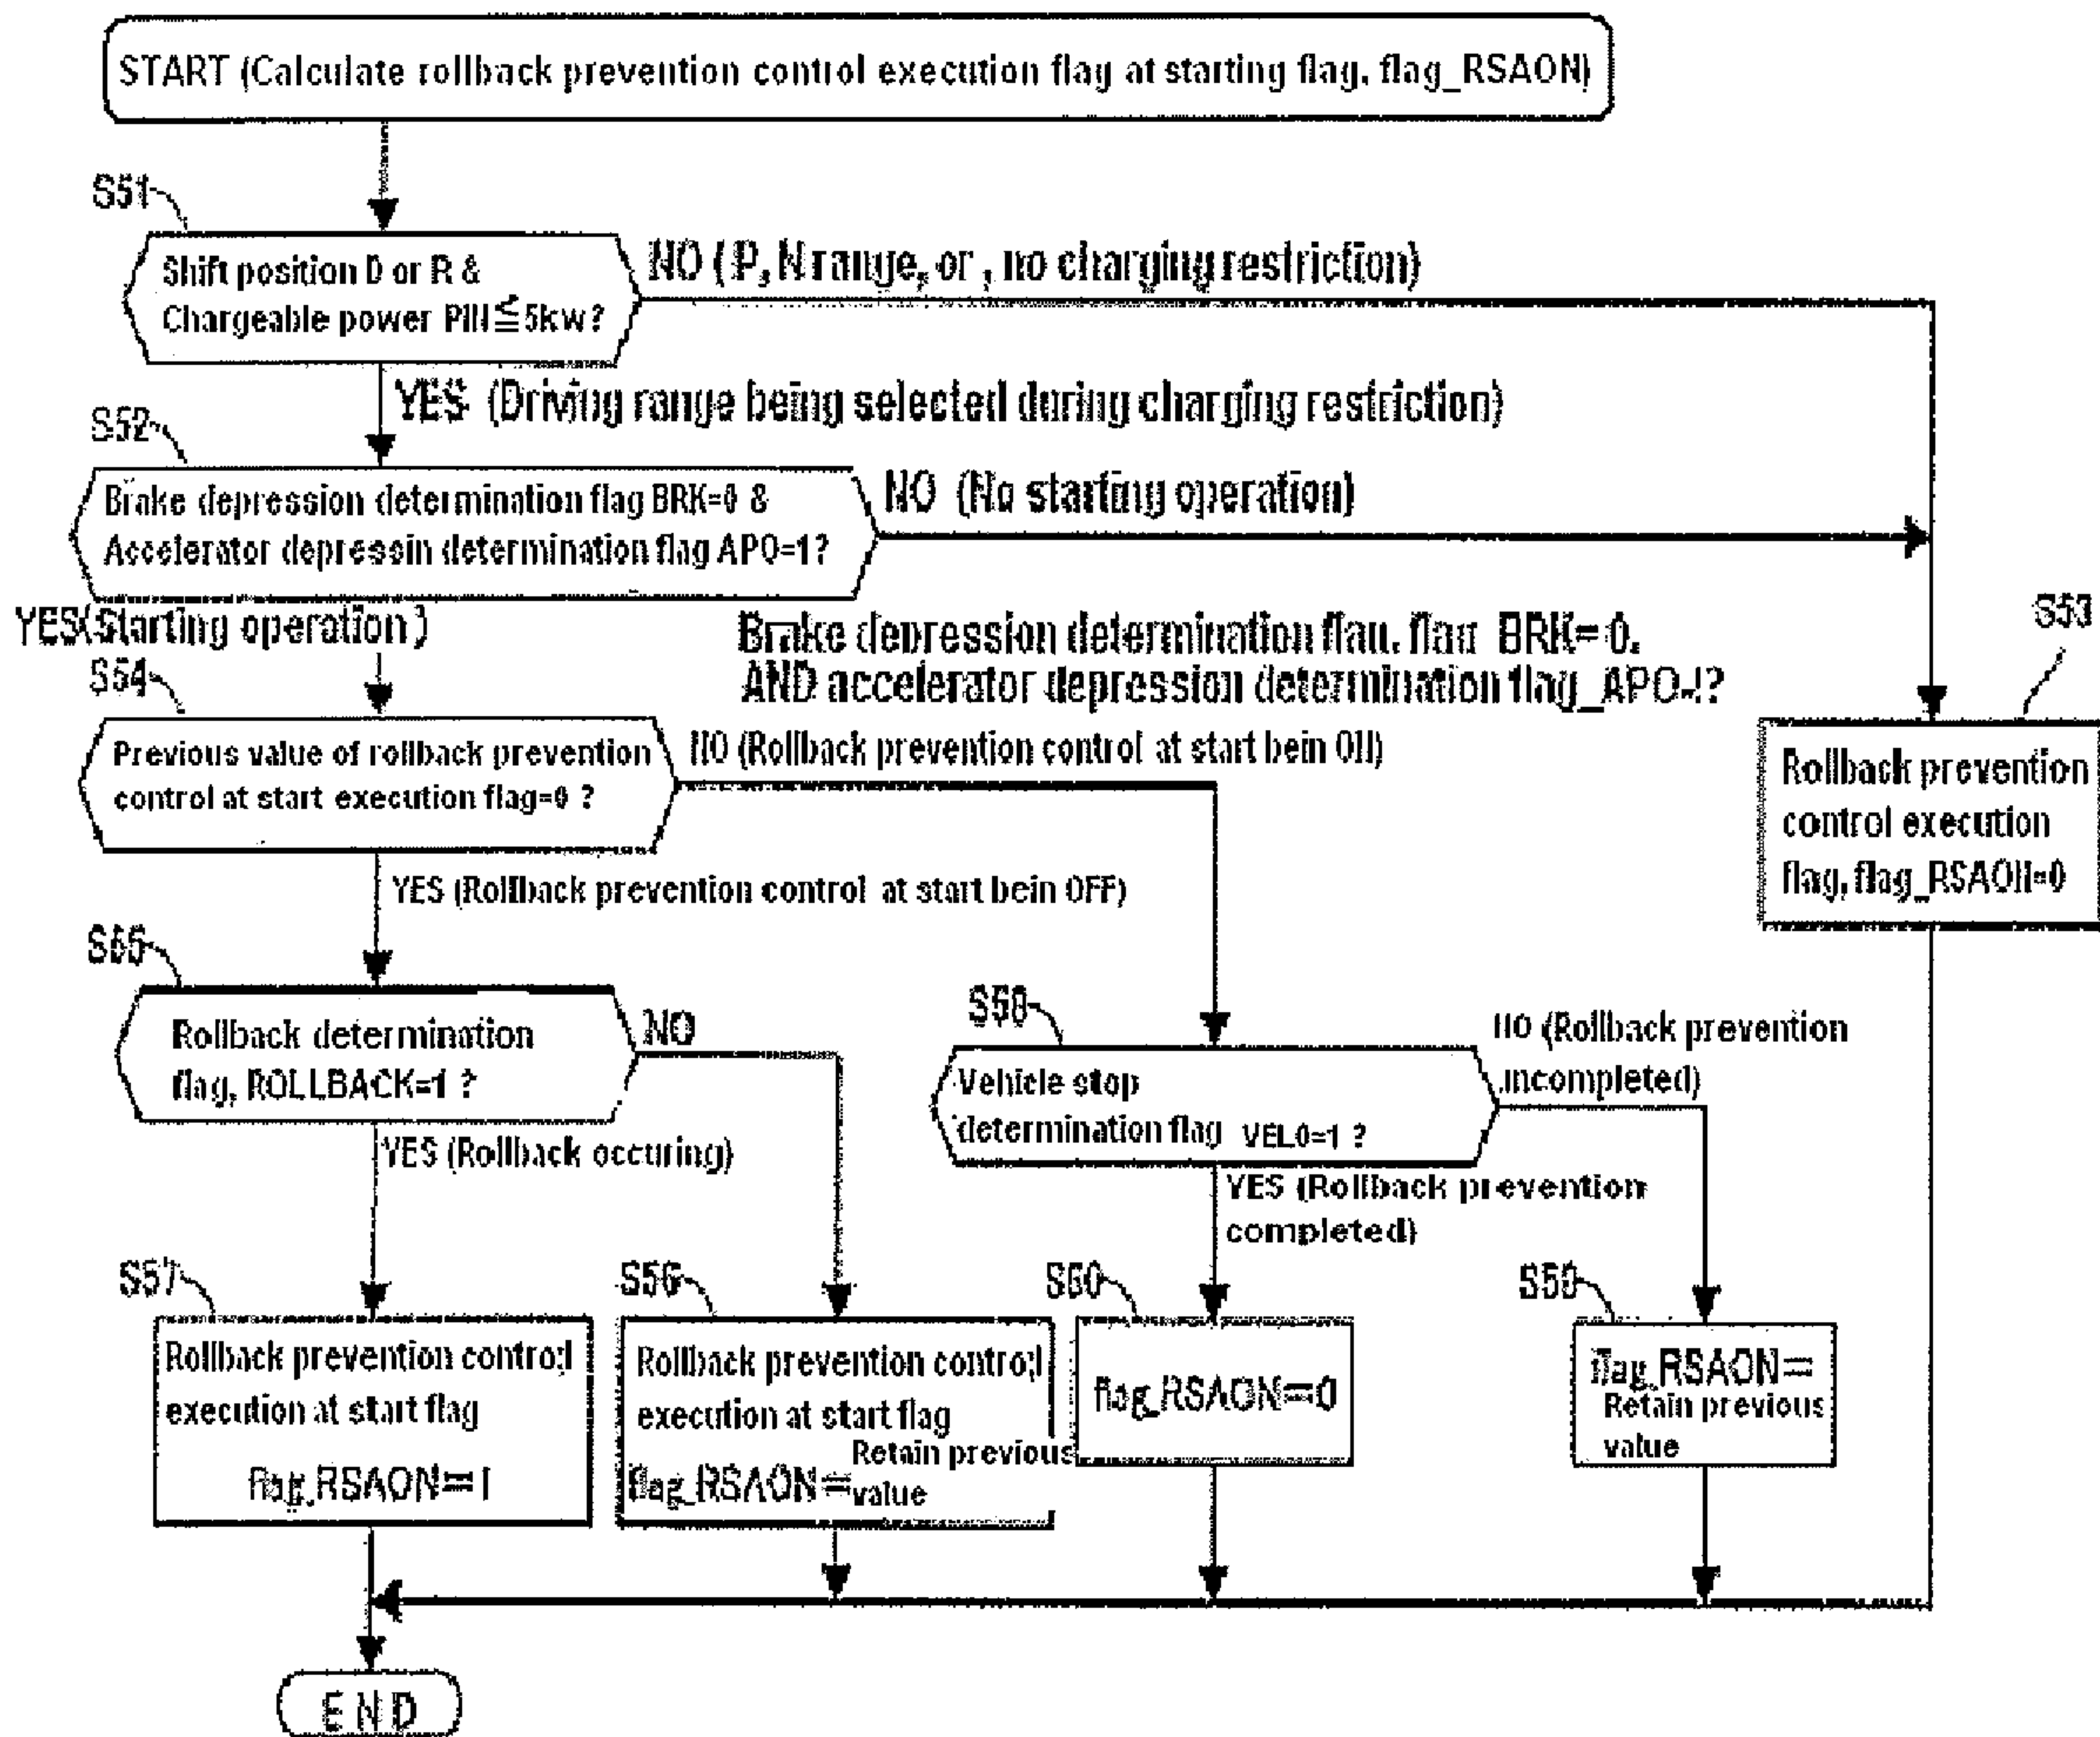 START (Calculate rollback prevention control execution flag at starting flag, flag_RSAON)
S51
Shift position D or R &
Chargeable power PIN≦5kw?
NO (P, N range, or, no charging restriction)
YES (Driving range being selected during charging restriction)
S52
Brake depression determination flag BRK=0 &
Accelerator depressin determination flag APO=1?
NO (No starting operation)
YES(Starting operation)
Brake depression determination flag, flag BRK=0,
AND accelerator depression determination flag_APO
S53
Rollback prevention
control execution
flag, flag_RSAON=0
S54
Previous value of rollback prevention
control at start execution flag=0 ?
NO (Rollback prevention control at start bein ON)
YES (Rollback prevention control at start bein OFF)
S55
Rollback determination
flag, ROLLBACK=1 ?
NO
YES (Rollback occuring)
S58
Vehicle stop
determination flag VEL0=1 ?
NO (Rollback prevention
incompleted)
YES (Rollback prevention
completed)
S57
Rollback prevention control
execution at start flag
flag_RSAON=1
S56
Rollback prevention control
execution at start flag
flag_RSAON= Retain previous
value
S60
flag_RSAON=0
S59
flag_RSAON=
Retain previous
value
END